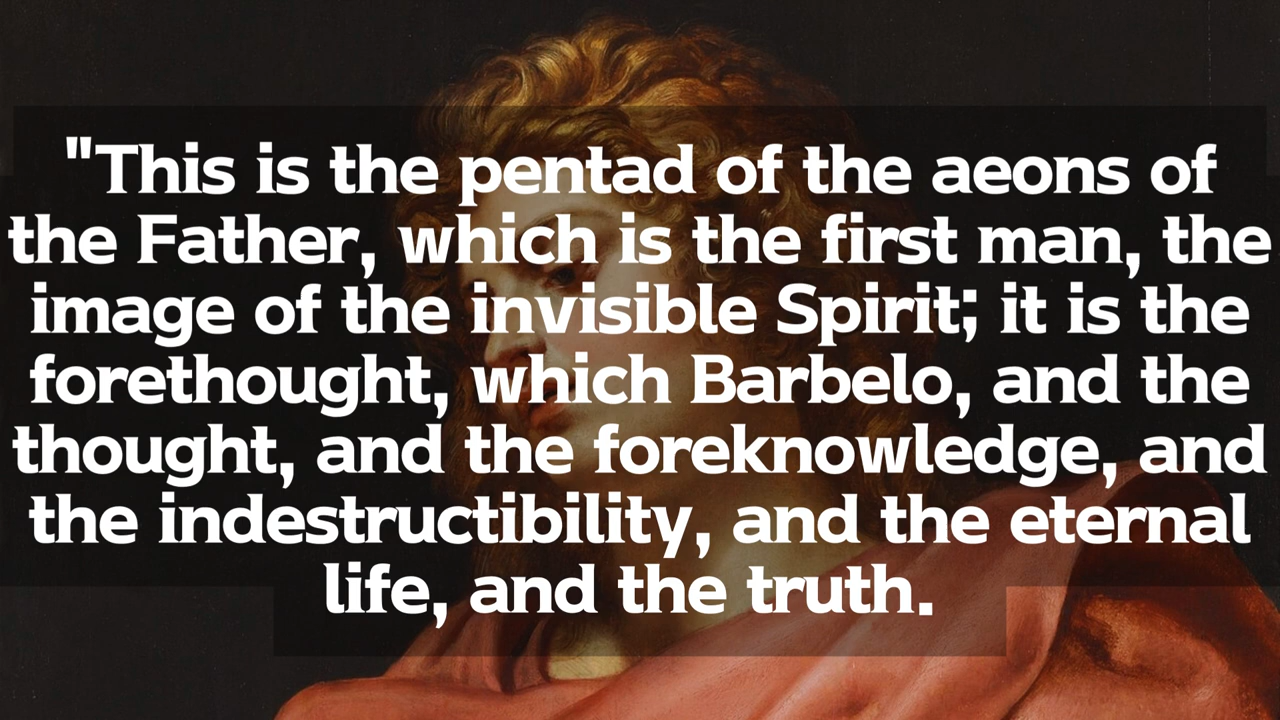 "This is the pentad of the aeons of
the Father, which is the first man, the
image of the invisible Spirit; it is the
forethought, which Barbelo, and the
thought, and the foreknowledge, and
the indestructibility, and the eternal
life, and the truth.